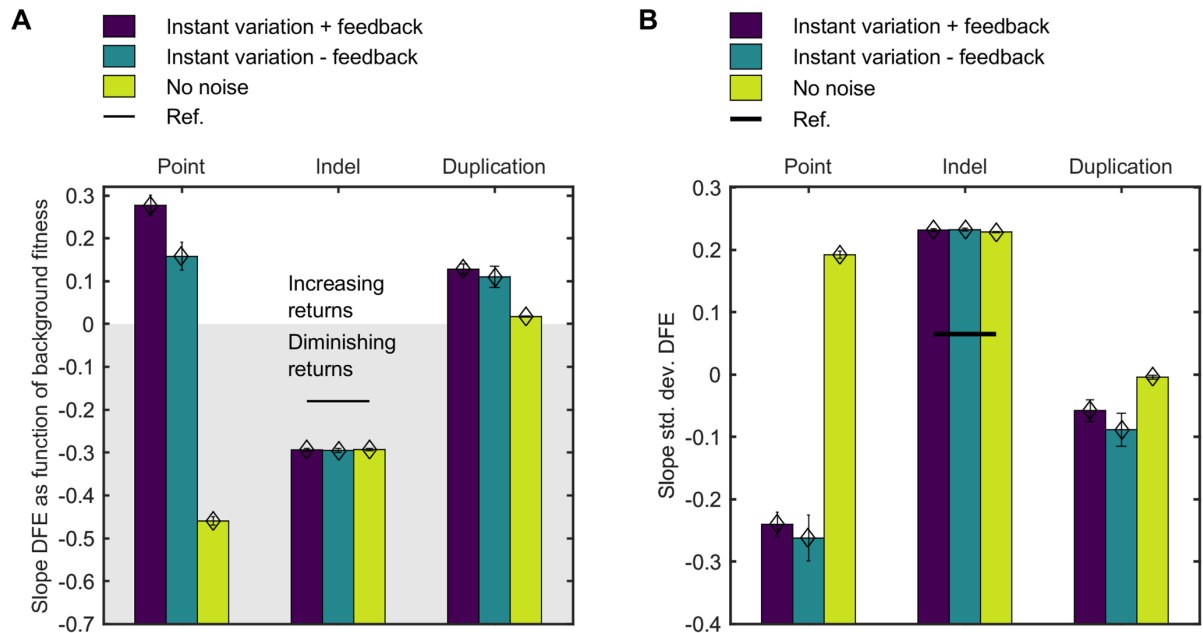 A
Instant variation + feedback
Instant variation - feedback
No noise
Ref.
Point Indel Duplication
Slope DFE as function of background fitness
0.3
0.2
0.1
0
-0.1
-0.2
-0.3
-0.4
-0.5
-0.6
-0.7
Increasing
returns
Diminishing
returns
B
Instant variation + feedback
Instant variation - feedback
No noise
Ref.
Point Indel Duplication
Slope std. dev. DFE
0.3
0.2
0.1
0
-0.1
-0.2
-0.3
-0.4